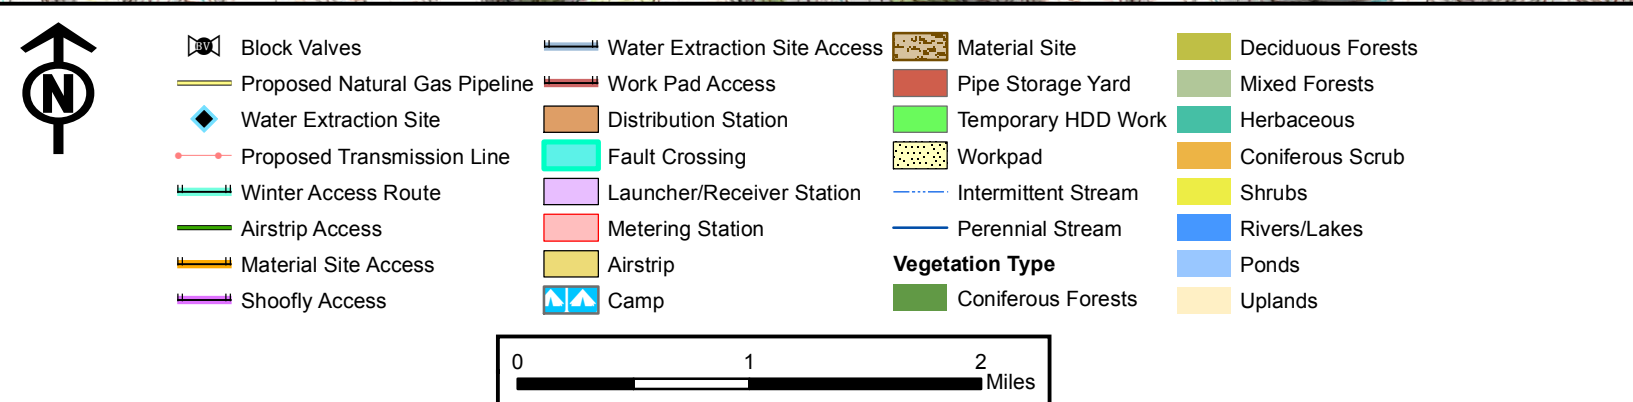 N
BV
Block Valves
Proposed Natural Gas Pipeline
Water Extraction Site
Proposed Transmission Line
Winter Access Route
Airstrip Access
Material Site Access
Shoofly Access
Water Extraction Site Access
Work Pad Access
Distribution Station
Fault Crossing
Launcher/Receiver Station
Metering Station
Airstrip
Camp
Material Site
Pipe Storage Yard
Temporary HDD Work
Workpad
Intermittent Stream
Perennial Stream
Vegetation Type
Coniferous Forests
Deciduous Forests
Mixed Forests
Herbaceous
Coniferous Scrub
Shrubs
Rivers/Lakes
Ponds
Uplands
0 1 2
Miles